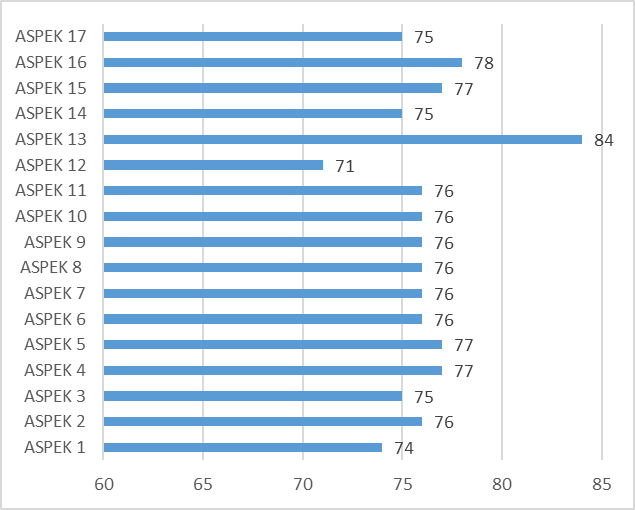 ASPEK 17 75
ASPEK 16 78
ASPEK 15 77
ASPEK 14 75
ASPEK 13 84
ASPEK 12 71
ASPEK 11 76
ASPEK 10 76
ASPEK 9 76
ASPEK 8 76
ASPEK 7 76
ASPEK 6 76
ASPEK 5 77
ASPEK 4 77
ASPEK 3 75
ASPEK 2 76
ASPEK 1 74
60 65 70 75 80 85